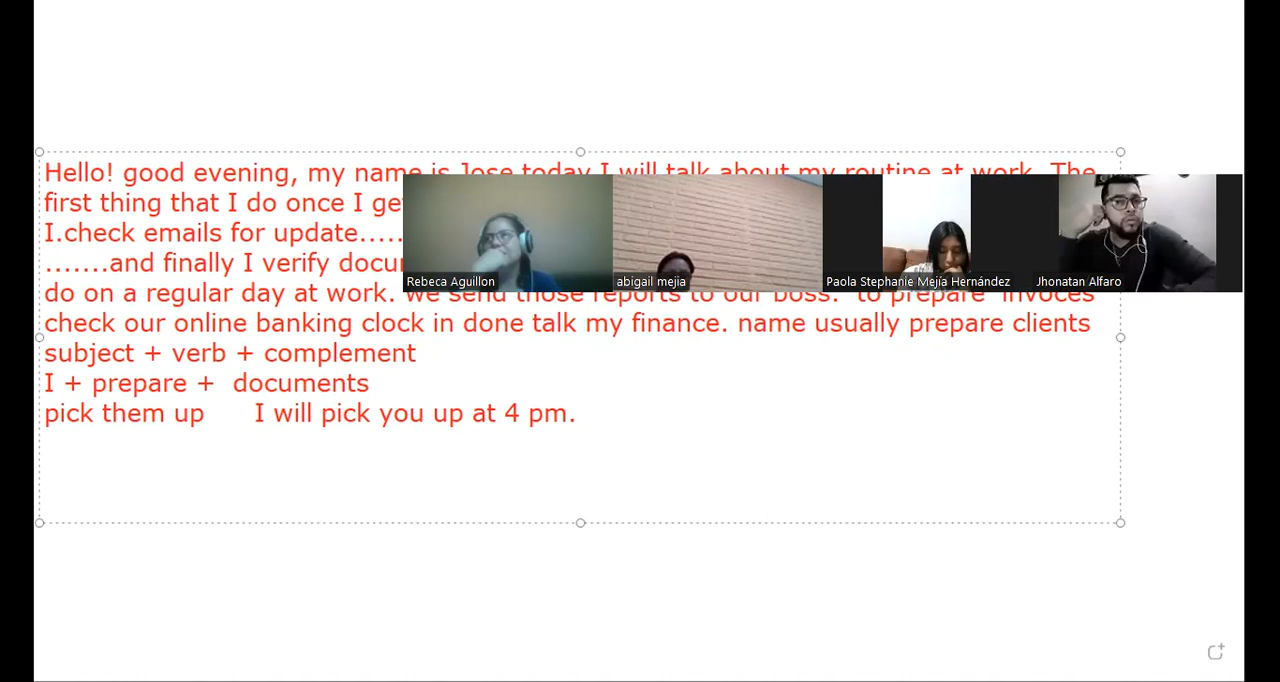 Hello! good evening, my name is Jose today I will talk about my routine at work. The
first thing that I do once I ge
I.check emails for update.....
.......and finally I verify docu
do on a regular day at work. We send those reports to our boss. to prepare invoces
check our online banking clock in done talk my finance. name usually prepare clients
subject + verb + complement
I + prepare + documents
pick them up I will pick you up at 4 pm.
Rebeca Aguillon
abigail mejia
Paola Stephanie Mejía Hernández
Jhonatan Alfaro